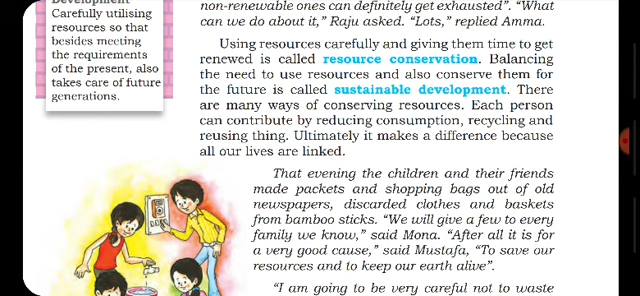 Development
Carefully utilising
resources so that
besides meeting
the requirements
of the present, also
takes care of future
generations.
non-renewable ones can definitely get exhausted”. “What
can we do about it,” Raju asked. “Lots,” replied Amma.
Using resources carefully and giving them time to get
renewed is called resource conservation. Balancing
the need to use resources and also conserve them for
the future is called sustainable development. There
are many ways of conserving resources. Each person
can contribute by reducing consumption, recycling and
reusing thing. Ultimately it makes a difference because
all our lives are linked.
That evening the children and their friends
made packets and shopping bags out of old
newspapers, discarded clothes and baskets
from bamboo sticks. “We will give a few to every
family we know,” said Mona. “After all it is for
a very good cause,” said Mustafa, “To save our
resources and to keep our earth alive”.
“I am going to be very careful not to waste